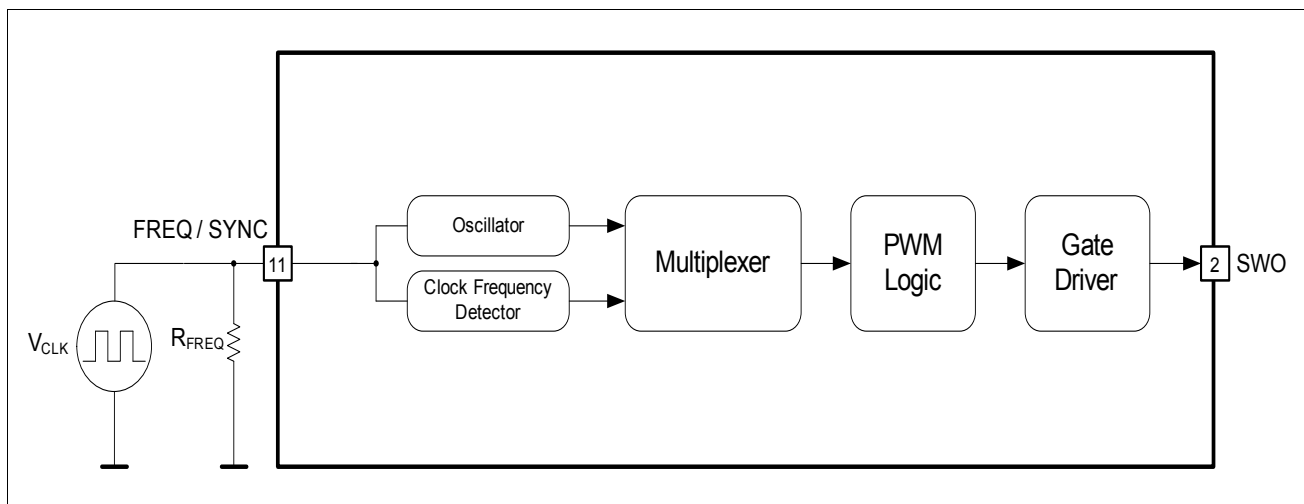 FREQ / SYNC
11
Oscillator
Clock Frequency
Detector
Multiplexer
PWM
Logic
Gate
Driver
2
SWO
VCLK
RFREQ